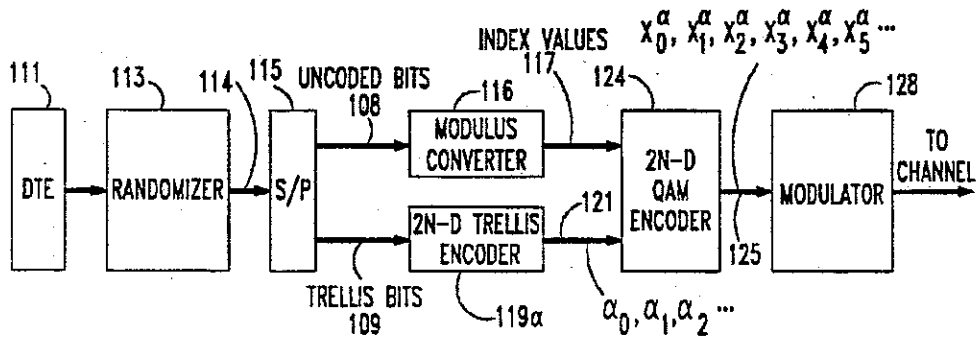 X₀^α, X₁^α, X₂^α, X₃^α, X₄^α, X₅^α ···
INDEX VALUES
117
111
113
114
115
UNCODED BITS
108
116
124
128
DTE
RANDOMIZER
S/P
MODULUS
CONVERTER
2N-D
QAM
ENCODER
MODULATOR
TO
CHANNEL
2N-D TRELLIS
ENCODER
121
125
TRELLIS BITS
109
119α
α₀, α₁, α₂ ···